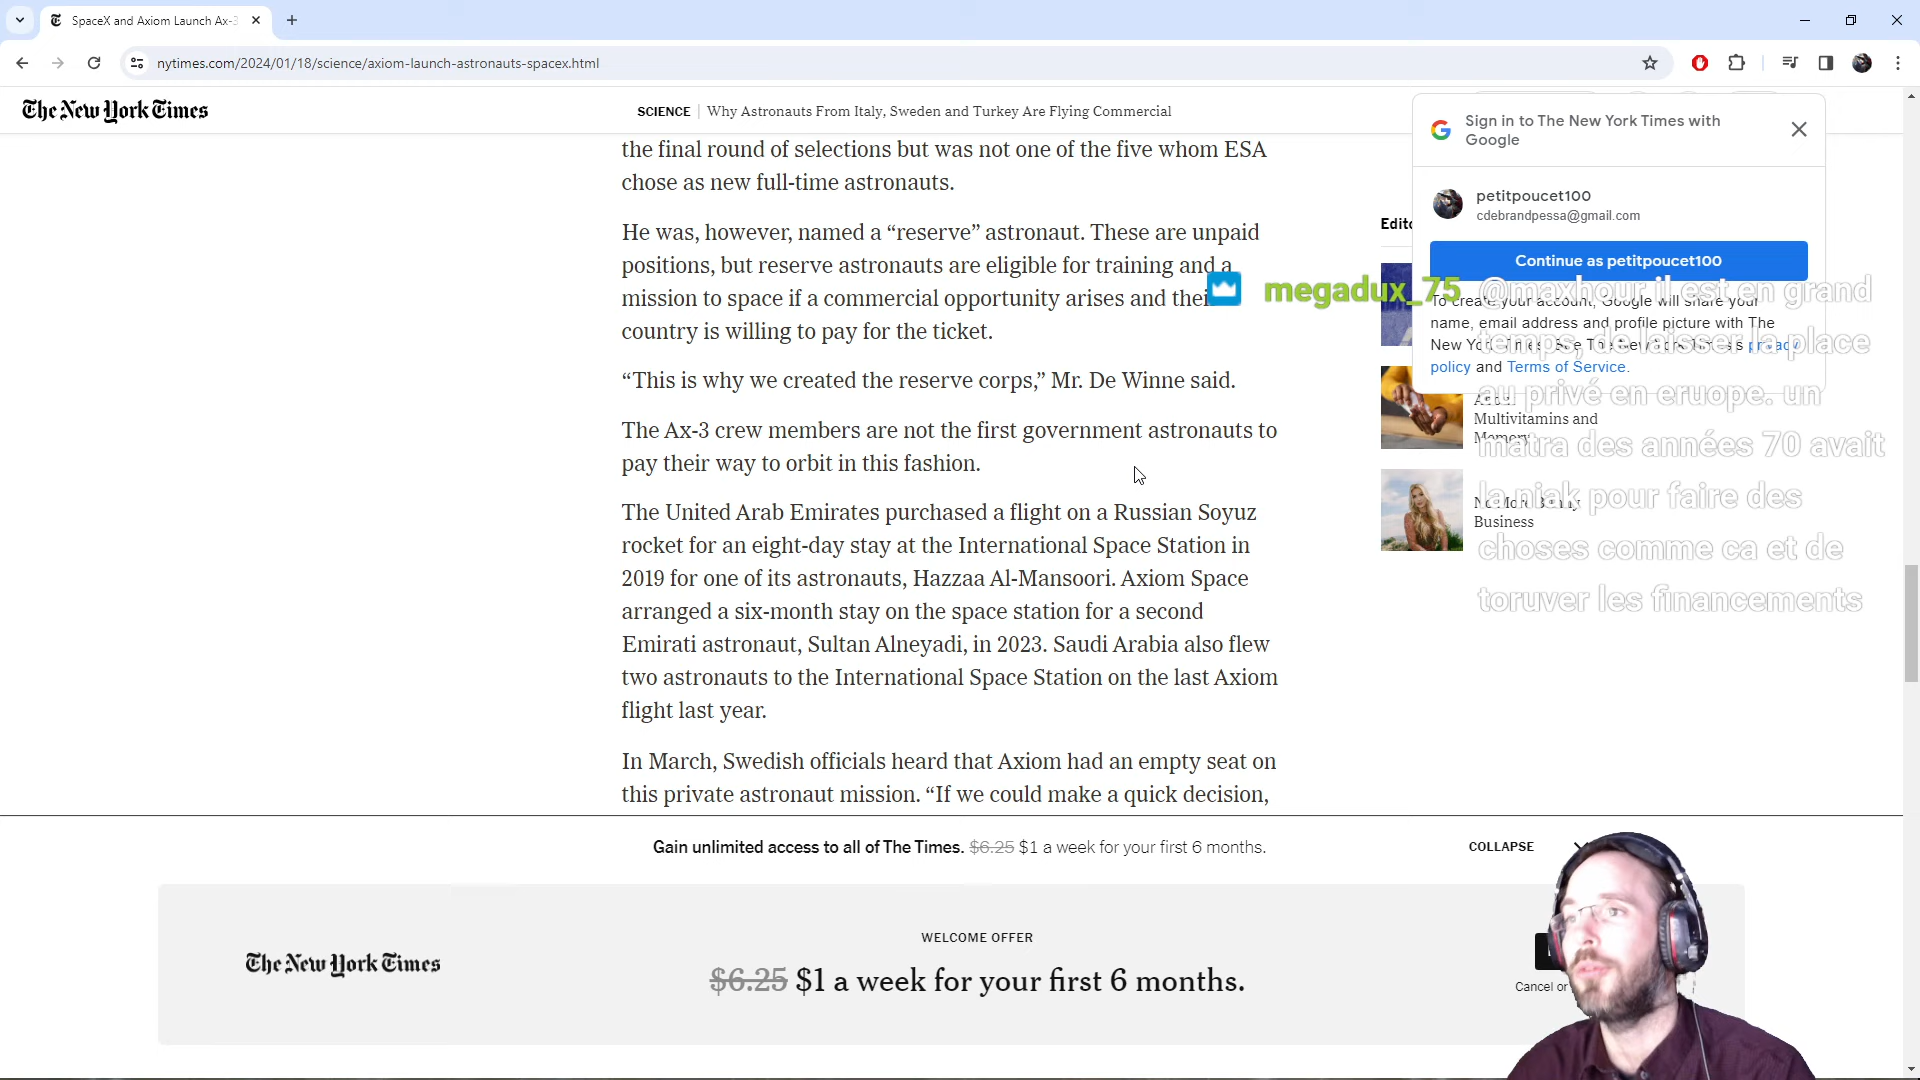 SpaceX and Axiom Launch Ax-3
nytimes.com/2024/01/18/science/axiom-launch-astronauts-spacex.html
The New York Times
SCIENCE | Why Astronauts From Italy, Sweden and Turkey Are Flying Commercial
the final round of selections but was not one of the five whom ESA
chose as new full-time astronauts.
He was, however, named a “reserve” astronaut. These are unpaid
positions, but reserve astronauts are eligible for training and a
mission to space if a commercial opportunity arises and their
country is willing to pay for the ticket.
“This is why we created the reserve corps,” Mr. De Winne said.
The Ax-3 crew members are not the first government astronauts to
pay their way to orbit in this fashion.
The United Arab Emirates purchased a flight on a Russian Soyuz
rocket for an eight-day stay at the International Space Station in
2019 for one of its astronauts, Hazzaa Al-Mansoori. Axiom Space
arranged a six-month stay on the space station for a second
Emirati astronaut, Sultan Alneyadi, in 2023. Saudi Arabia also flew
two astronauts to the International Space Station on the last Axiom
flight last year.
In March, Swedish officials heard that Axiom had an empty seat on
this private astronaut mission. “If we could make a quick decision,
Sign in to The New York Times with
Google
petitpoucet100
cdebrandpessa@gmail.com
Continue as petitpoucet100
To create your account, Google will share your
name, email address and profile picture with The
New York Times. See The New York Times's privacy
policy and Terms of Service.
megadux_75 @maxhour il est en grand
temps, de laisser la place
au privé en eruope. un
matra des années 70 avait
la niak pour faire des
choses comme ca et de
toruver les financements
Multivitamins and
Memory
Business
Gain unlimited access to all of The Times. $6.25 $1 a week for your first 6 months.
COLLAPSE
The New York Times
WELCOME OFFER
$6.25 $1 a week for your first 6 months.
Cancel or